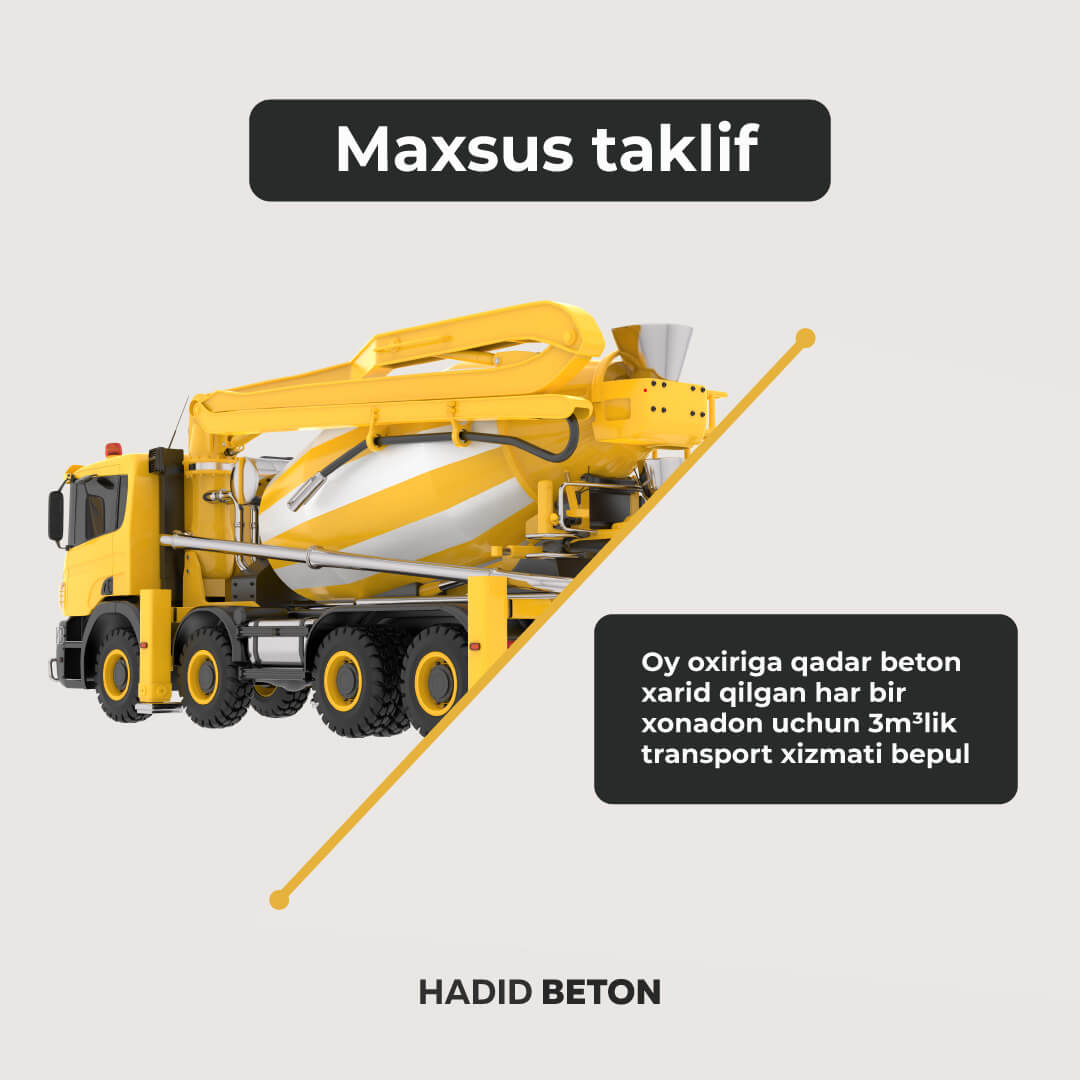 Maxsus taklif
Oy oxiriga qadar beton
xarid qilgan har bir
xonadon uchun 3m³lik
transport xizmati bepul
HADID BETON